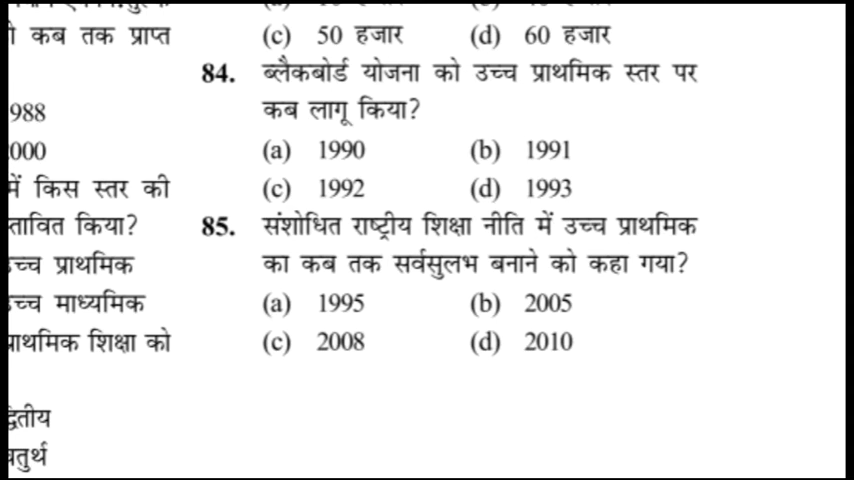 ो कब तक प्राप्त
988
000
में किस स्तर की
तावित किया?
च्च प्राथमिक
च्च माध्यमिक
प्राथमिक शिक्षा को
द्वितीय
चतुर्थ
(c) 50 हजार (d) 60 हजार
84. ब्लैकबोर्ड योजना को उच्च प्राथमिक स्तर पर
कब लागू किया?
(a) 1990 (b) 1991
(c) 1992 (d) 1993
85. संशोधित राष्ट्रीय शिक्षा नीति में उच्च प्राथमिक
का कब तक सर्वसुलभ बनाने को कहा गया?
(a) 1995 (b) 2005
(c) 2008 (d) 2010